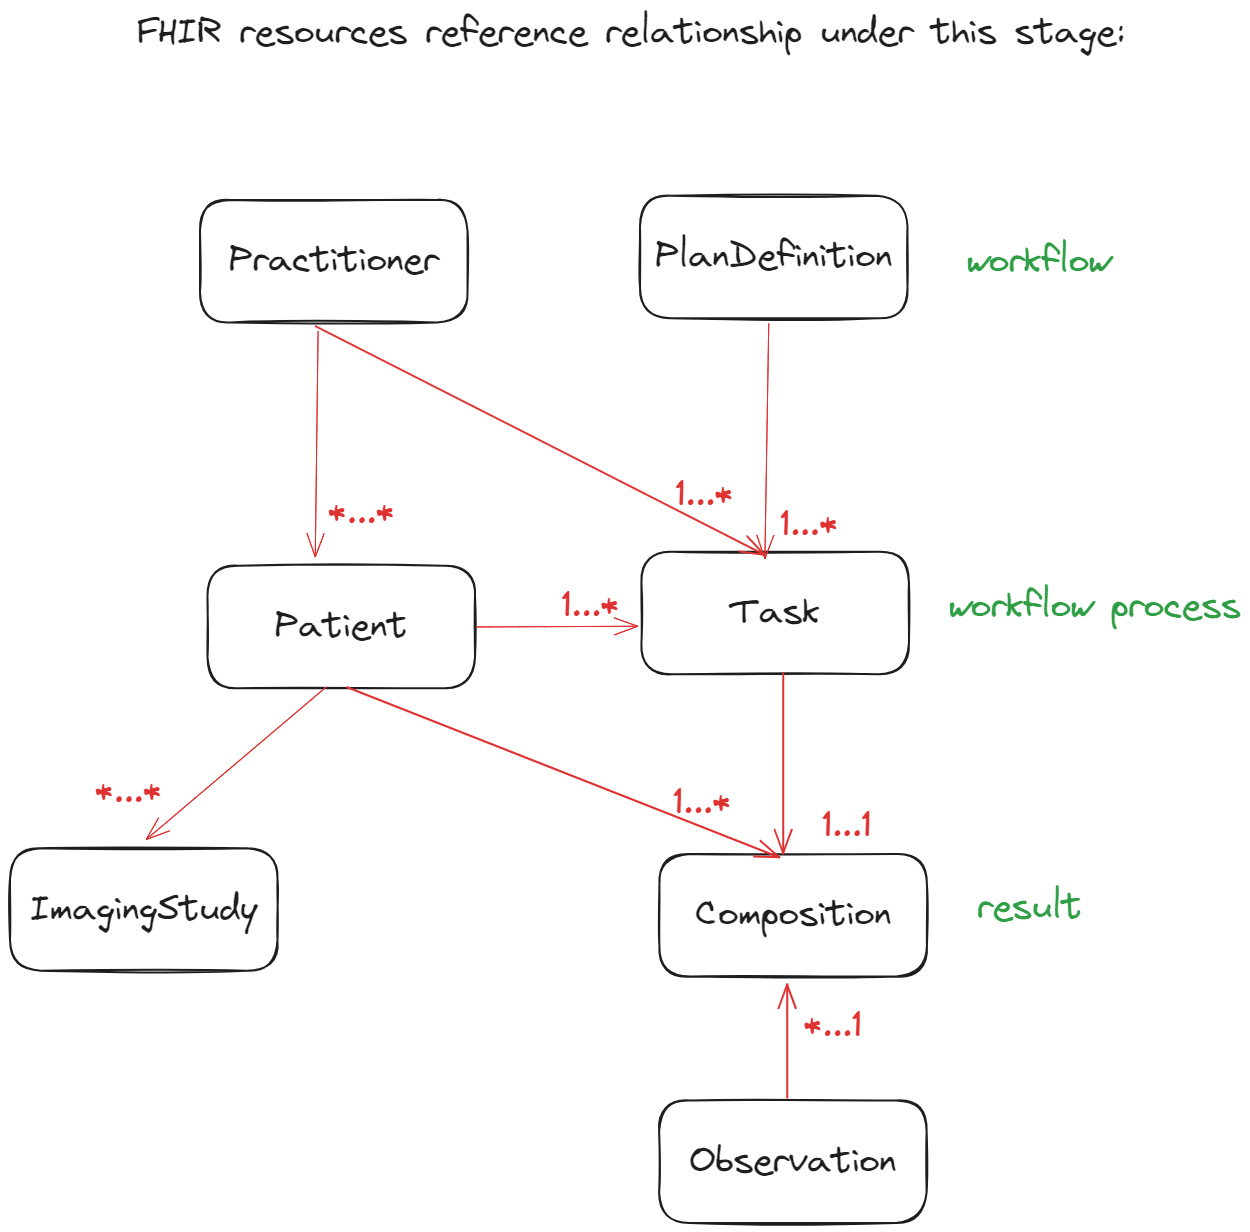 FHIR resources reference relationship under this stage:
Practitioner
PlanDefinition
workflow
1...*
*...*
1...*
Patient
1...*
Task
workflow process
*...*
1...*
1...1
ImagingStudy
Composition
result
*...1
Observation